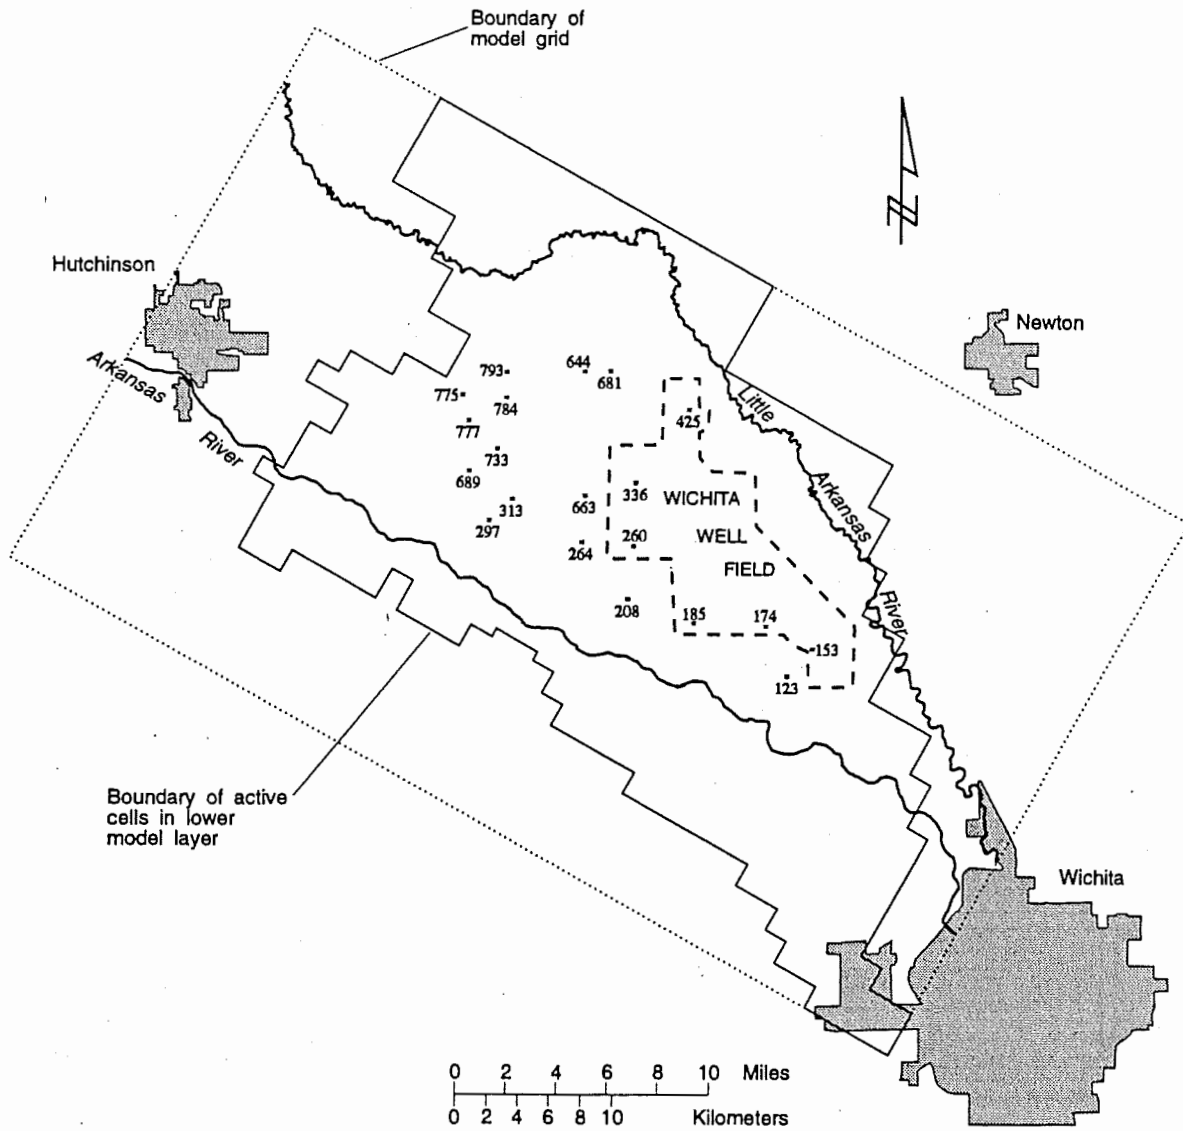 Boundary of
model grid
Hutchinson
Newton
Arkansas
River
793
644
681
775
784
425
Little
777
733
689
336
WICHITA
Arkansas
313
663
297
WELL
260
264
FIELD
208
185
174
River
153
123
Boundary of active
cells in lower
model layer
Wichita
N
0 2 4 6 8 10 Miles
0 2 4 6 8 10 Kilometers